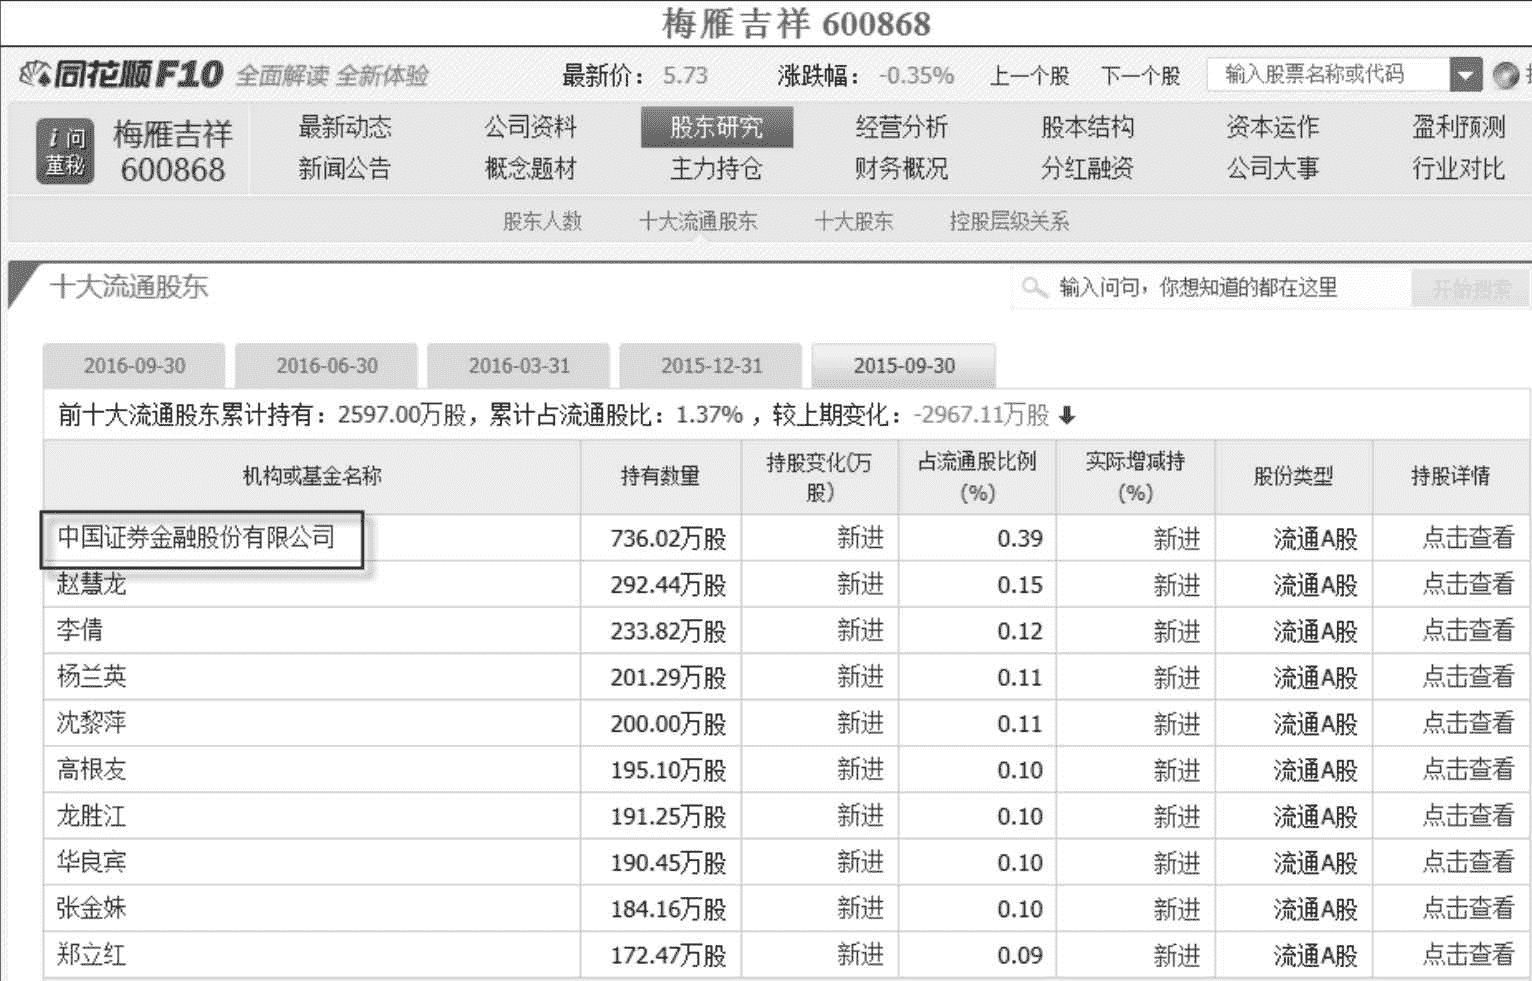 梅雁吉祥 600868
同花顺F10 全面解读 全新体验 最新价： 5.73 涨跌幅： -0.35% 上一个股 下一个股 输入股票名称或代码
i问董秘 梅雁吉祥 600868
最新动态 公司资料 股东研究 经营分析 股本结构 资本运作 盈利预测
新闻公告 概念题材 主力持仓 财务概况 分红融资 公司大事 行业对比
股东人数 十大流通股东 十大股东 控股层级关系
十大流通股东 输入问句，你想知道的都在这里 开始搜索
2016-09-30 2016-06-30 2016-03-31 2015-12-31 2015-09-30
前十大流通股东累计持有：2597.00万股，累计占流通股比：1.37% ，较上期变化：-2967.11万股
机构或基金名称 持有数量 持股变化(万股) 占流通股比例(%) 实际增减持(%) 股份类型 持股详情
中国证券金融股份有限公司 736.02万股 新进 0.39 新进 流通A股 点击查看
赵慧龙 292.44万股 新进 0.15 新进 流通A股 点击查看
李倩 233.82万股 新进 0.12 新进 流通A股 点击查看
杨兰英 201.29万股 新进 0.11 新进 流通A股 点击查看
沈黎萍 200.00万股 新进 0.11 新进 流通A股 点击查看
高根友 195.10万股 新进 0.10 新进 流通A股 点击查看
龙胜江 191.25万股 新进 0.10 新进 流通A股 点击查看
华良宾 190.45万股 新进 0.10 新进 流通A股 点击查看
张金姝 184.16万股 新进 0.10 新进 流通A股 点击查看
郑立红 172.47万股 新进 0.09 新进 流通A股 点击查看